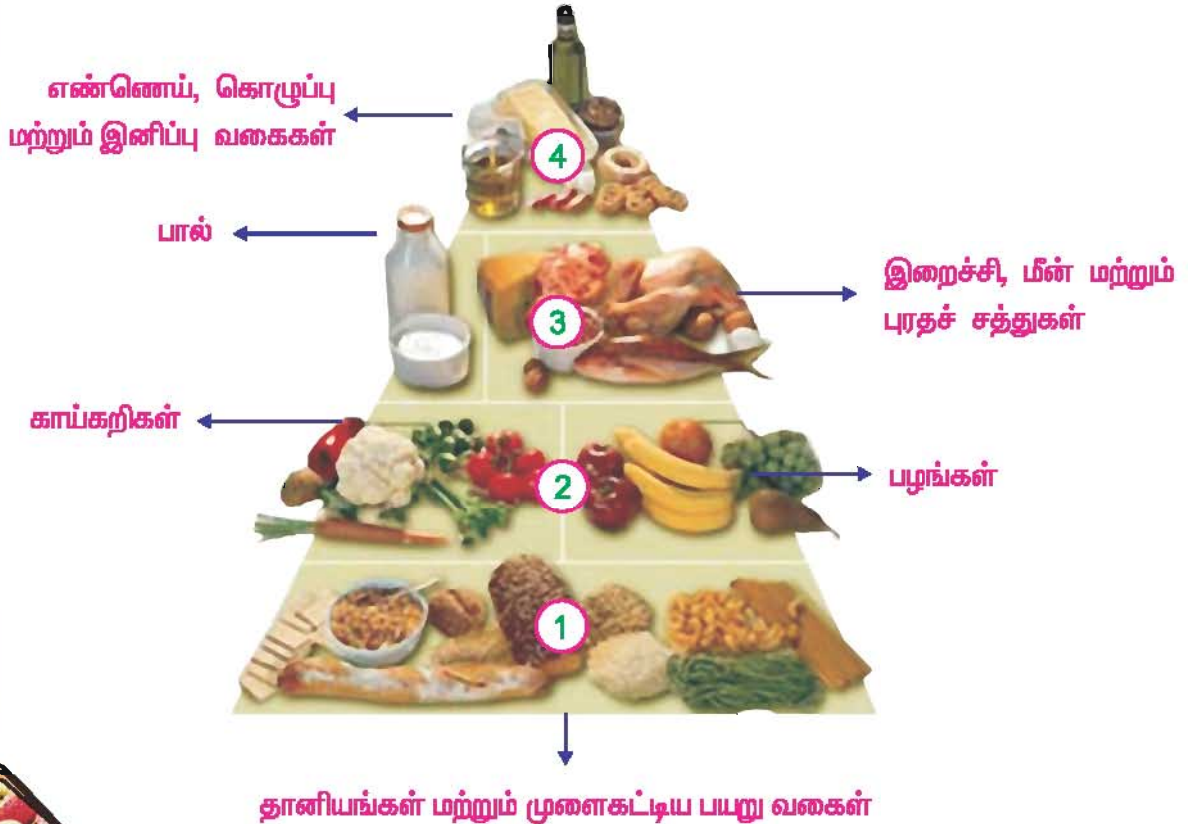 எண்ணெய், கொழுப்பு
மற்றும் இனிப்பு வகைகள்
4
பால்
இறைச்சி, மீன் மற்றும்
புரதச் சத்துகள்
3
காய்கறிகள்
2
பழங்கள்
1
தானியங்கள் மற்றும் முளைகட்டிய பயறு வகைள்